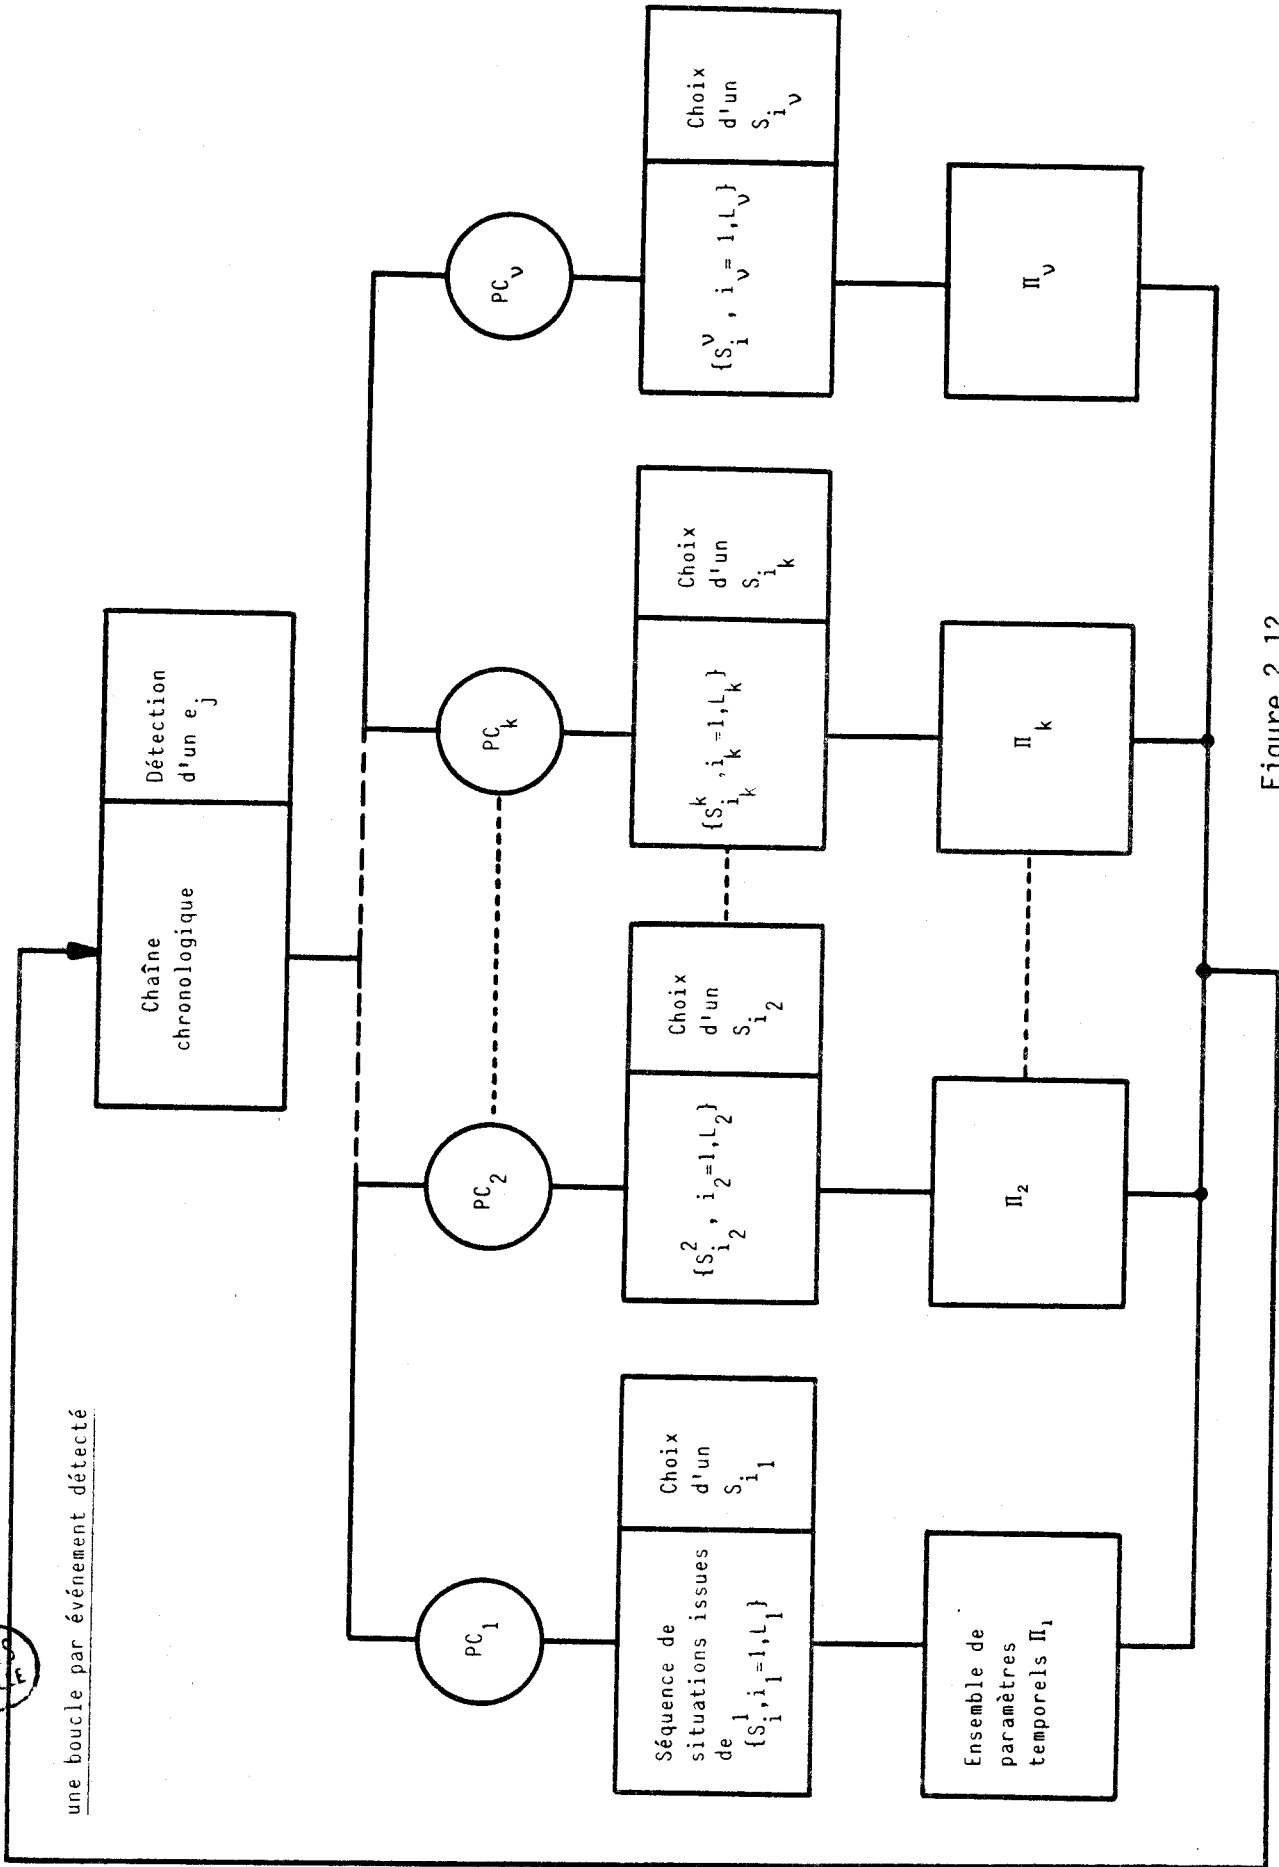 une boucle par événement détecté
Chaîne
chronologique
Détection
d'un e_j
PC_1
PC_2
PC_k
PC_ν
Séquence de
situations issues
de
{S^1_{i_1}, i_1=1,L_1}
Choix
d'un
S_{i_1}
{S^2_{i_2}, i_2=1,L_2}
Choix
d'un
S_{i_2}
{S^k_{i_k}, i_k=1,L_k}
Choix
d'un
S_{i_k}
{S^ν_i, i_ν=1,L_ν}
Choix
d'un
S_{i_ν}
Ensemble de
paramètres
temporels Π_1
Π_2
Π_k
Π_ν
Figure 2.12